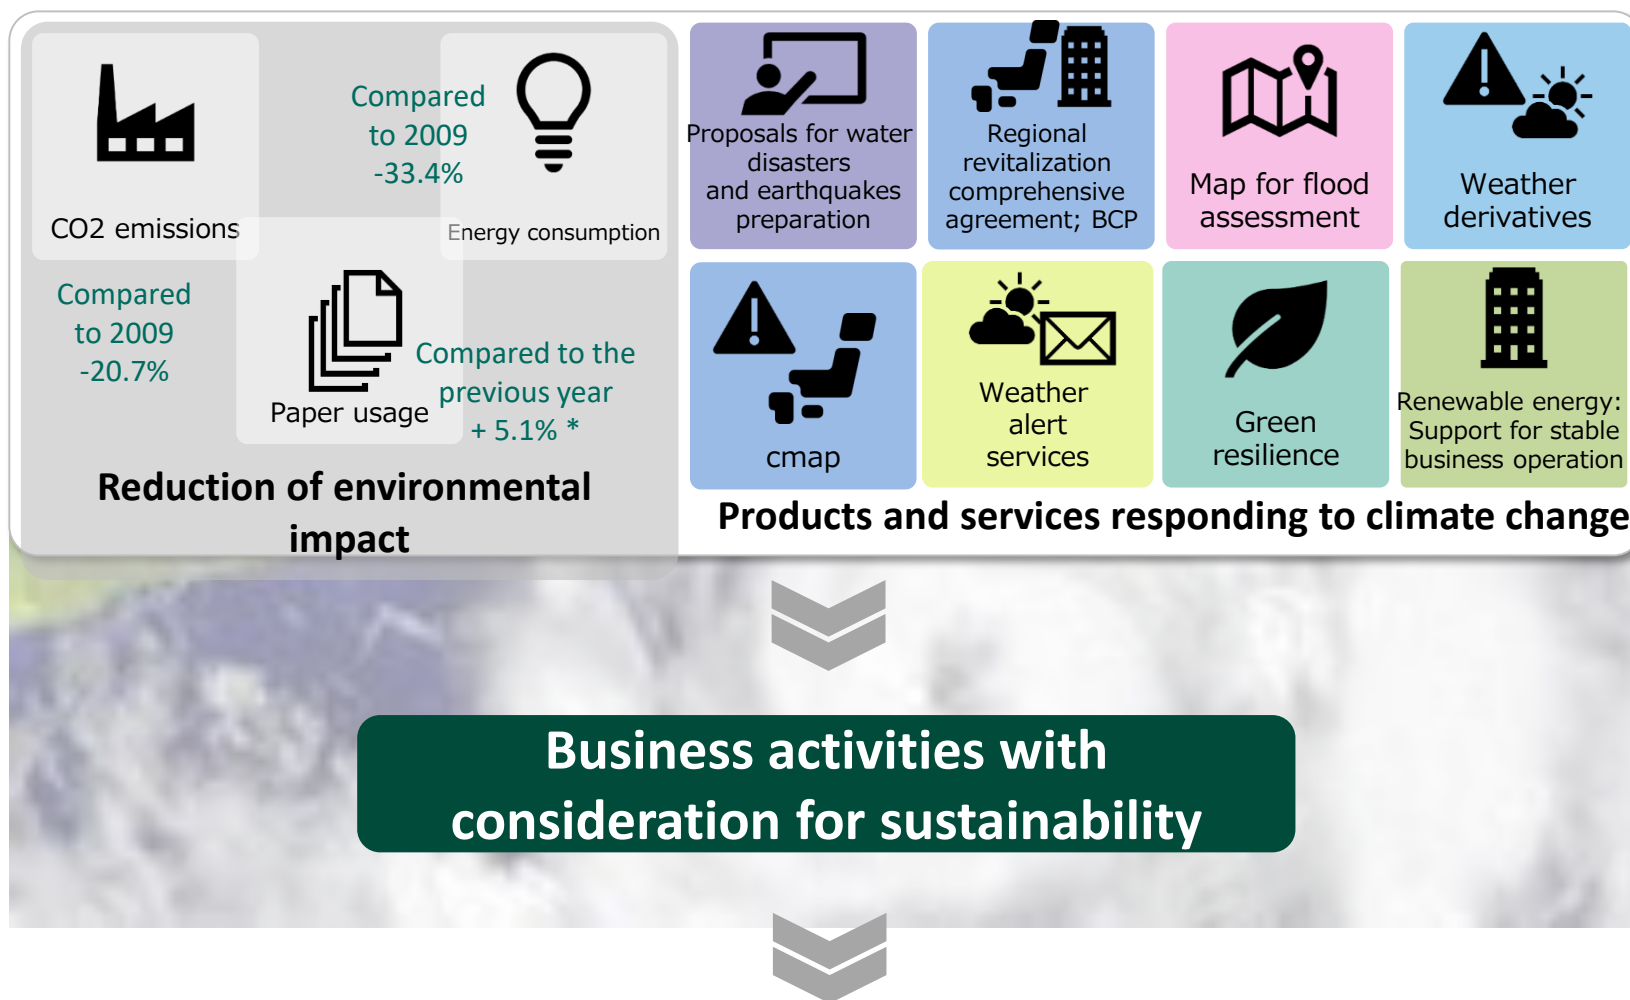 CO2 emissions
Compared
to 2009
-20.7%
Compared
to 2009
-33.4%
Energy consumption
Paper usage
Compared to the
previous year
+ 5.1% *
Reduction of environmental
impact
Proposals for water
disasters
and earthquakes
preparation
Regional
revitalization
comprehensive
agreement; BCP
Map for flood
assessment
Weather
derivatives
cmap
Weather
alert
services
Green
resilience
Renewable energy:
Support for stable
business operation
Products and services responding to climate change
Business activities with
consideration for sustainability